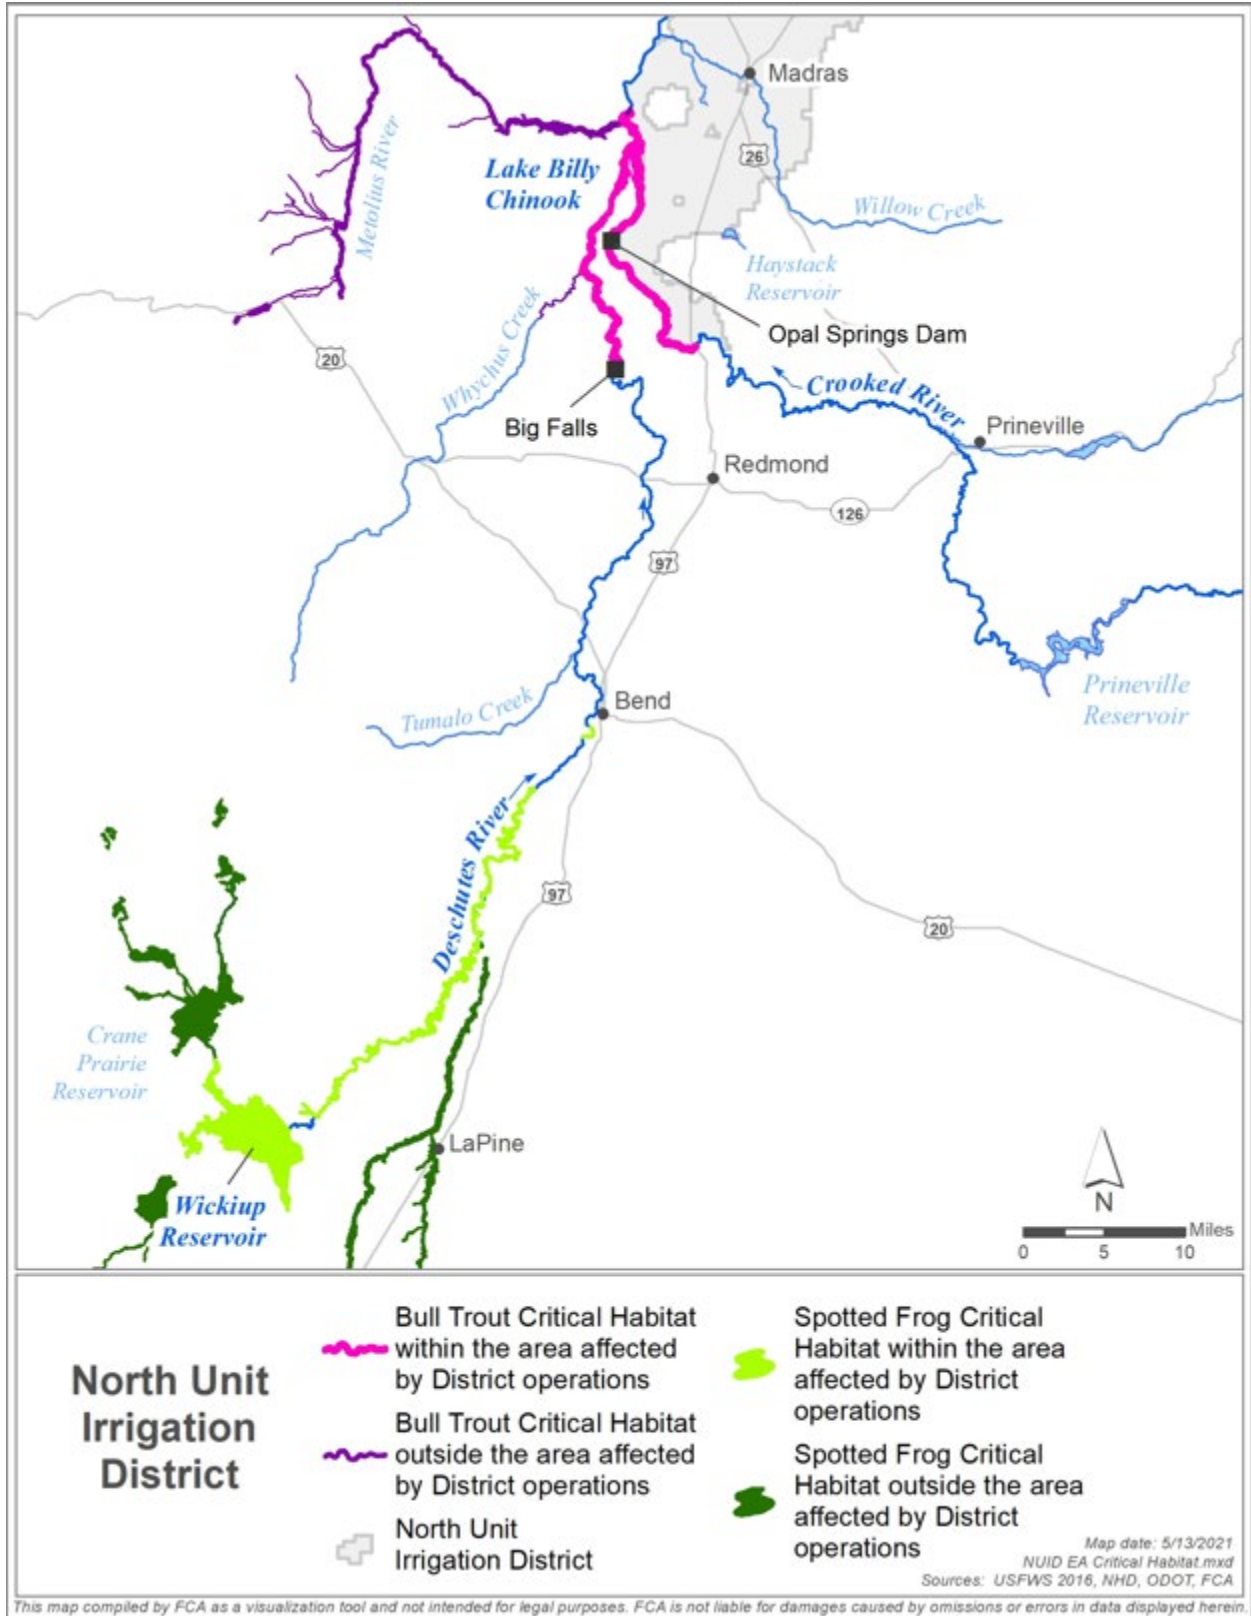 Madras
26
Metolius River
Lake Billy
Chinook
Willow Creek
Haystack
Reservoir
Opal Springs Dam
20
Whychus Creek
Crooked River
Big Falls
Prineville
Redmond
126
97
Prineville
Reservoir
Bend
Tumalo Creek
Deschutes River
97
20
Crane
Prairie
Reservoir
LaPine
Wickiup
Reservoir
N
Miles
0 5 10
North Unit
Irrigation
District
Bull Trout Critical Habitat
within the area affected
by District operations
Bull Trout Critical Habitat
outside the area affected
by District operations
North Unit
Irrigation District
Spotted Frog Critical
Habitat within the area
affected by District
operations
Spotted Frog Critical
Habitat outside the area
affected by District
operations
Map date: 5/13/2021
NUID EA Critical Habitat.mxd
Sources: USFWS 2016, NHD, ODOT, FCA
This map compiled by FCA as a visualization tool and not intended for legal purposes. FCA is not liable for damages caused by omissions or errors in data displayed herein.